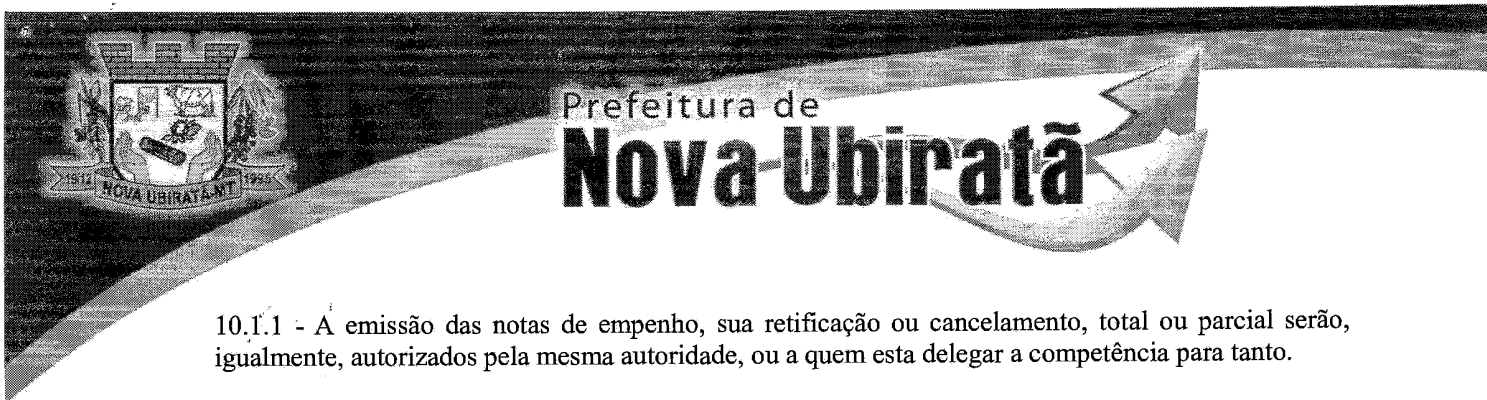 Prefeitura de
Nova Ubiratã
NOVA UBIRATÃ-MT
1995
10.1.1 - A emissão das notas de empenho, sua retificação ou cancelamento, total ou parcial serão,
igualmente, autorizados pela mesma autoridade, ou a quem esta delegar a competência para tanto.